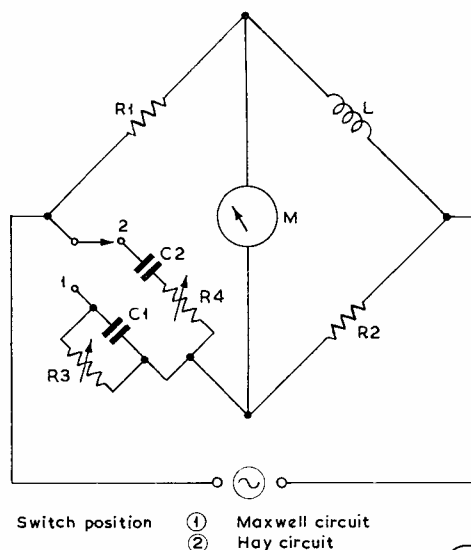 R1
L
M
2
C2
1
R4
C1
R2
R3
Switch position ① Maxwell circuit
② Hay circuit